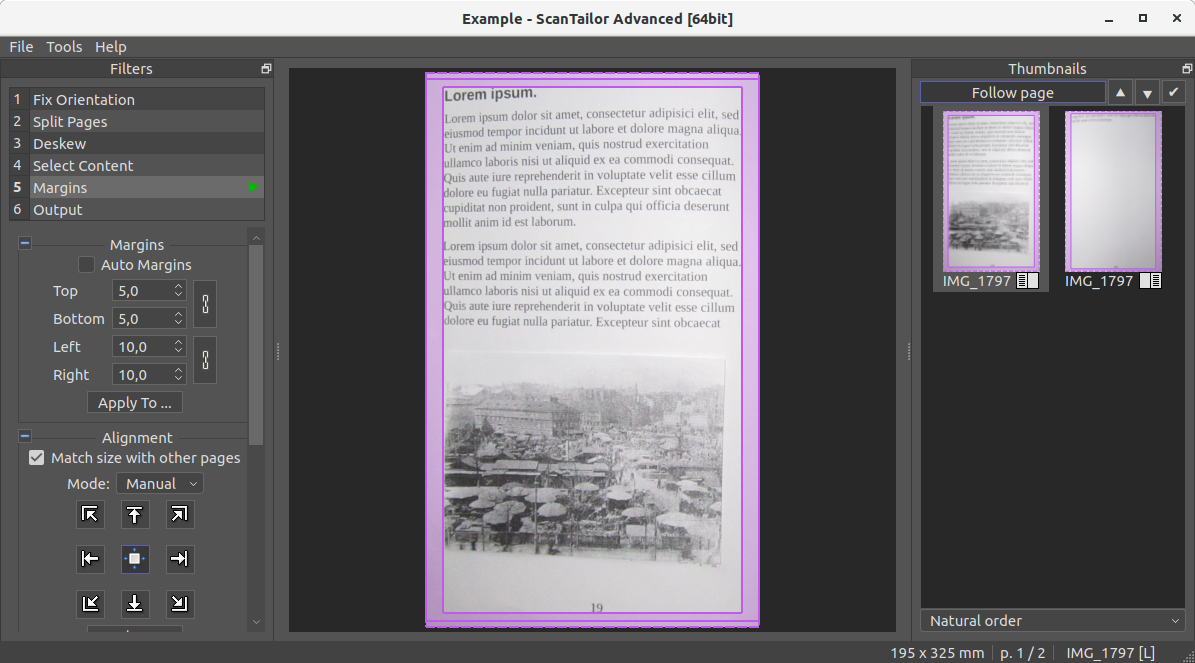 Example - ScanTailor Advanced [64bit]
File Tools Help
Filters
1 Fix Orientation
2 Split Pages
3 Deskew
4 Select Content
5 Margins
6 Output
Margins
Auto Margins
Top 5,0
Bottom 5,0
Left 10,0
Right 10,0
Apply To ...
Alignment
Match size with other pages
Mode: Manual
Lorem ipsum.
Lorem ipsum dolor sit amet, consectetur adipisici elit, sed
eiusmod tempor incidunt ut labore et dolore magna aliqua.
Ut enim ad minim veniam, quis nostrud exercitation
ullamco laboris nisi ut aliquid ex ea commodi consequat.
Quis aute iure reprehenderit in voluptate velit esse cillum
dolore eu fugiat nulla pariatur. Excepteur sint obcaecat
cupiditat non proident, sunt in culpa qui officia deserunt
mollit anim id est laborum.
Lorem ipsum dolor sit amet, consectetur adipisici elit, sed
eiusmod tempor incidunt ut labore et dolore magna aliqua.
Ut enim ad minim veniam, quis nostrud exercitation
ullamco laboris nisi ut aliquid ex ea commodi consequat.
Quis aute iure reprehenderit in voluptate velit esse cillum
dolore eu fugiat nulla pariatur. Excepteur sint obcaecat
19
Thumbnails
Follow page
IMG_1797
IMG_1797
Natural order
195 x 325 mm p. 1 / 2 IMG_1797 [L]